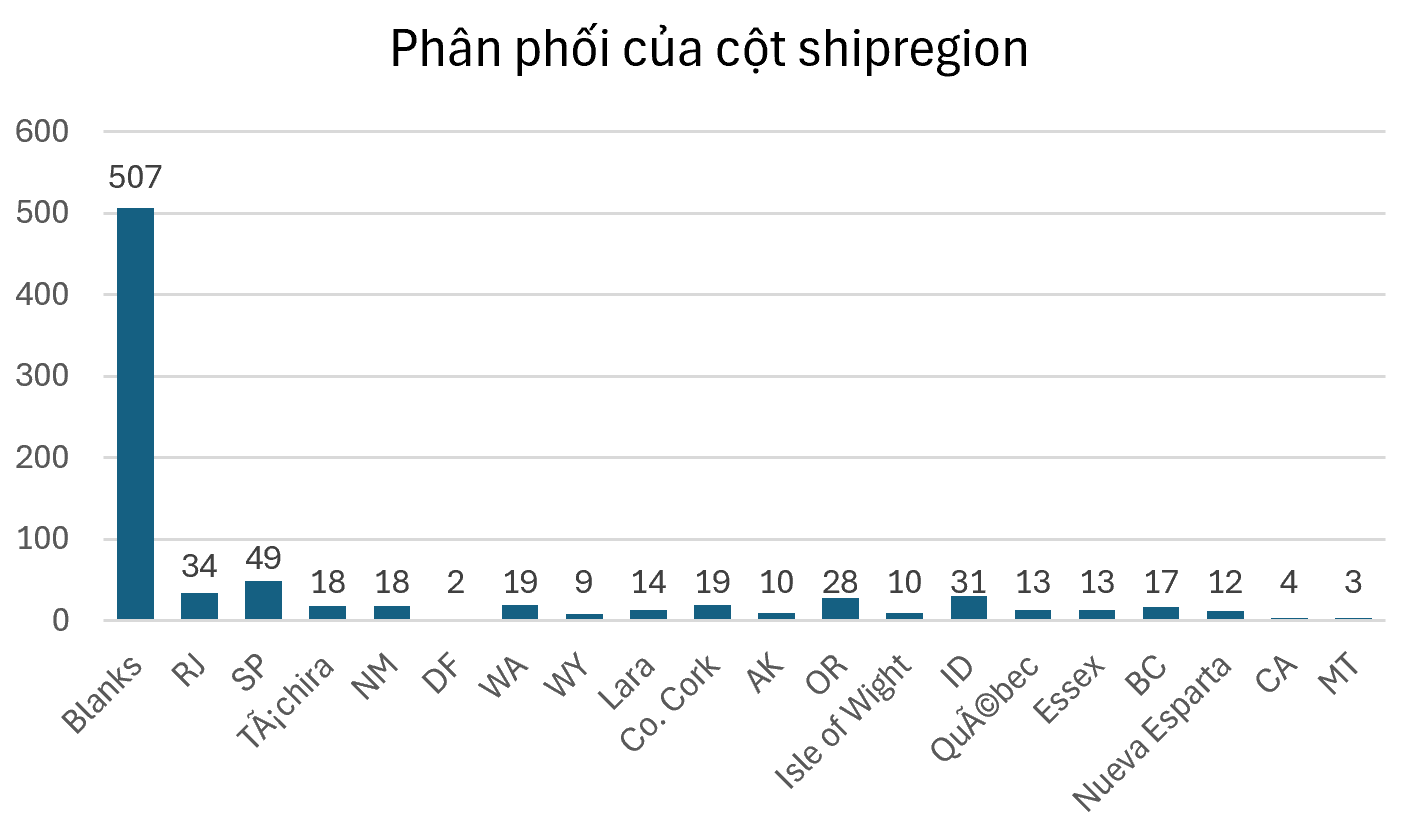 Phân phối của cột shipregion
600
500
400
300
200
100
0
507
34
49
18
18
2
19
9
14
19
10
28
10
31
13
13
17
12
4
3
Blanks
RJ
SP
TÃ¡chira
NM
DF
WA
WY
Lara
Co. Cork
AK
OR
Isle of Wight
ID
QuÃ©bec
Essex
BC
Nueva Esparta
CA
MT